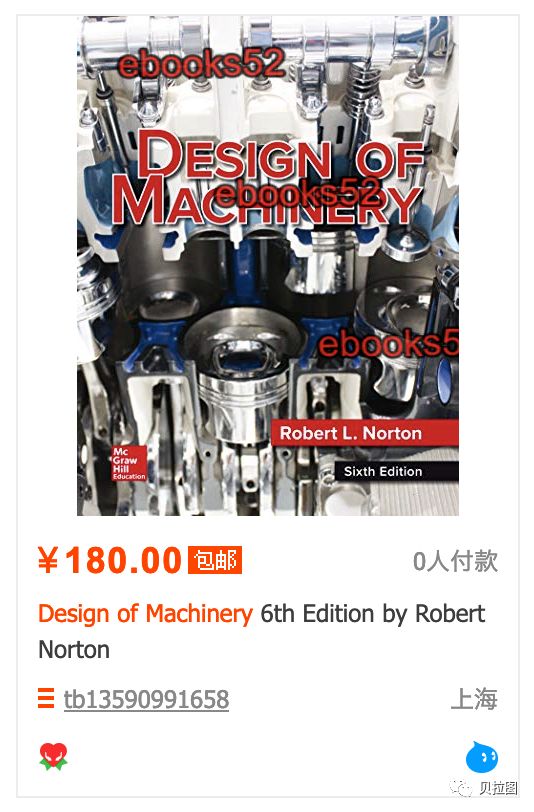 ebooks52
DESIGN OF
MACHINERY
ebooks52
ebooks5
Robert L. Norton
Mc
Graw
Hill
Education
Sixth Edition
¥180.00 包邮 0人付款
Design of Machinery 6th Edition by Robert
Norton
tb13590991658 上海
贝拉图